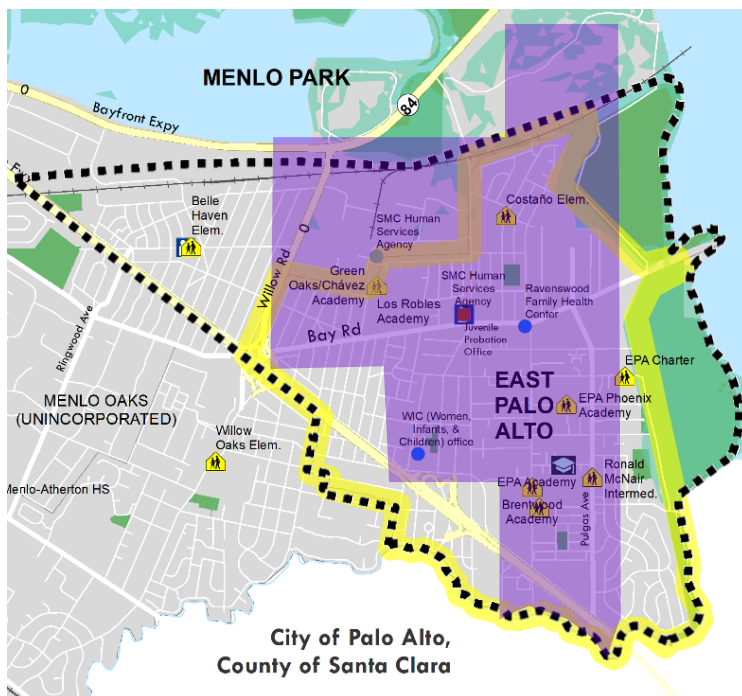 MENLO PARK
84
Bayfront Expy
Belle
Haven
Elem.
Costaño Elem.
SMC Human
Services
Agency
Willow Rd
Green
Oaks/Chávez
Academy
Los Robles
Academy
SMC Human
Services
Agency
Ravenswood
Family Health
Center
Juvenile
Probation
Office
Bay Rd
Ringwood Ave
EPA Charter
EAST
PALO
ALTO
EPA Phoenix
Academy
MENLO OAKS
(UNINCORPORATED)
WIC (Women,
Infants, &
Children) office
Willow
Oaks Elem.
Menlo-Atherton HS
EPA Academy
Ronald
McNair
Intermed.
Brentwood
Academy
Pulgas Ave
City of Palo Alto,
County of Santa Clara